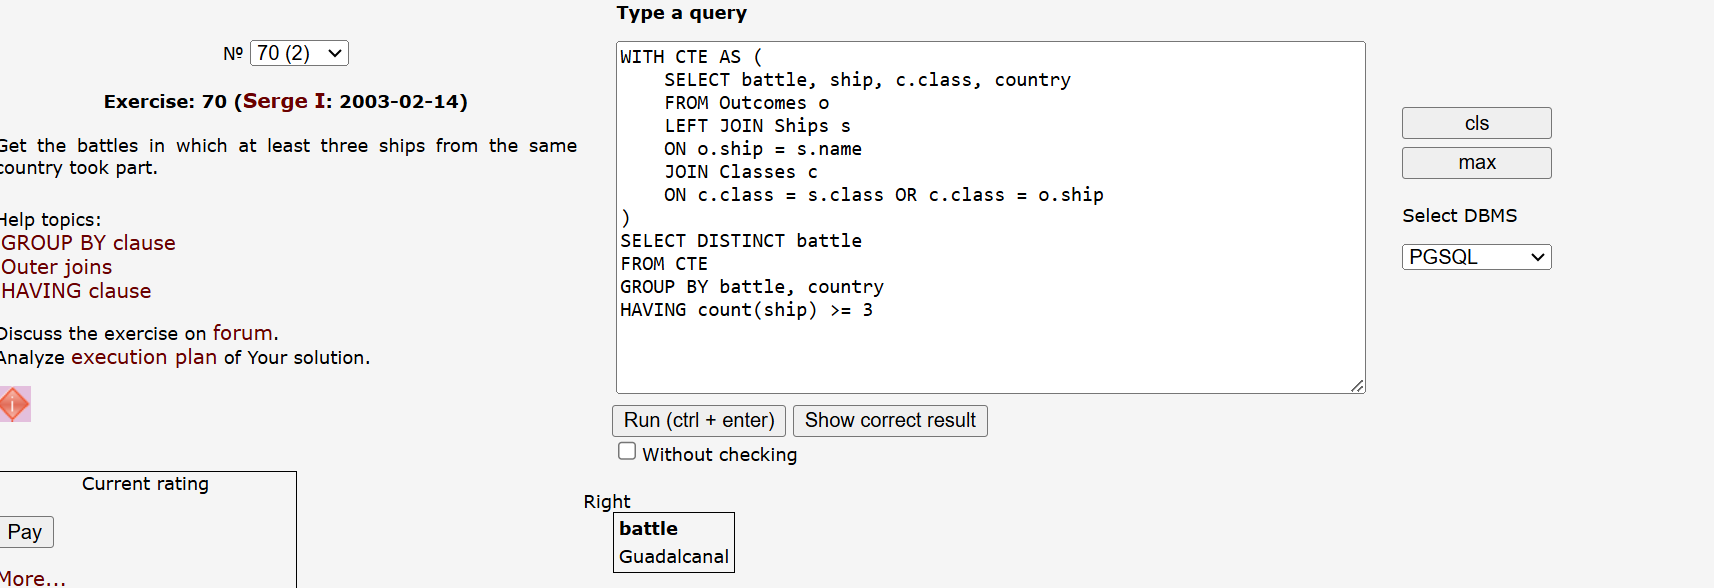 Type a query
№ 70 (2)
Exercise: 70 (Serge I: 2003-02-14)
Get the battles in which at least three ships from the same
country took part.
Help topics:
GROUP BY clause
Outer joins
HAVING clause
Discuss the exercise on forum.
Analyze execution plan of Your solution.
Current rating
Pay
More...
WITH CTE AS (
    SELECT battle, ship, c.class, country
    FROM Outcomes o
    LEFT JOIN Ships s
    ON o.ship = s.name
    JOIN Classes c
    ON c.class = s.class OR c.class = o.ship
)
SELECT DISTINCT battle
FROM CTE
GROUP BY battle, country
HAVING count(ship) >= 3
Run (ctrl + enter) Show correct result
Without checking
Right
battle
Guadalcanal
cls
max
Select DBMS
PGSQL